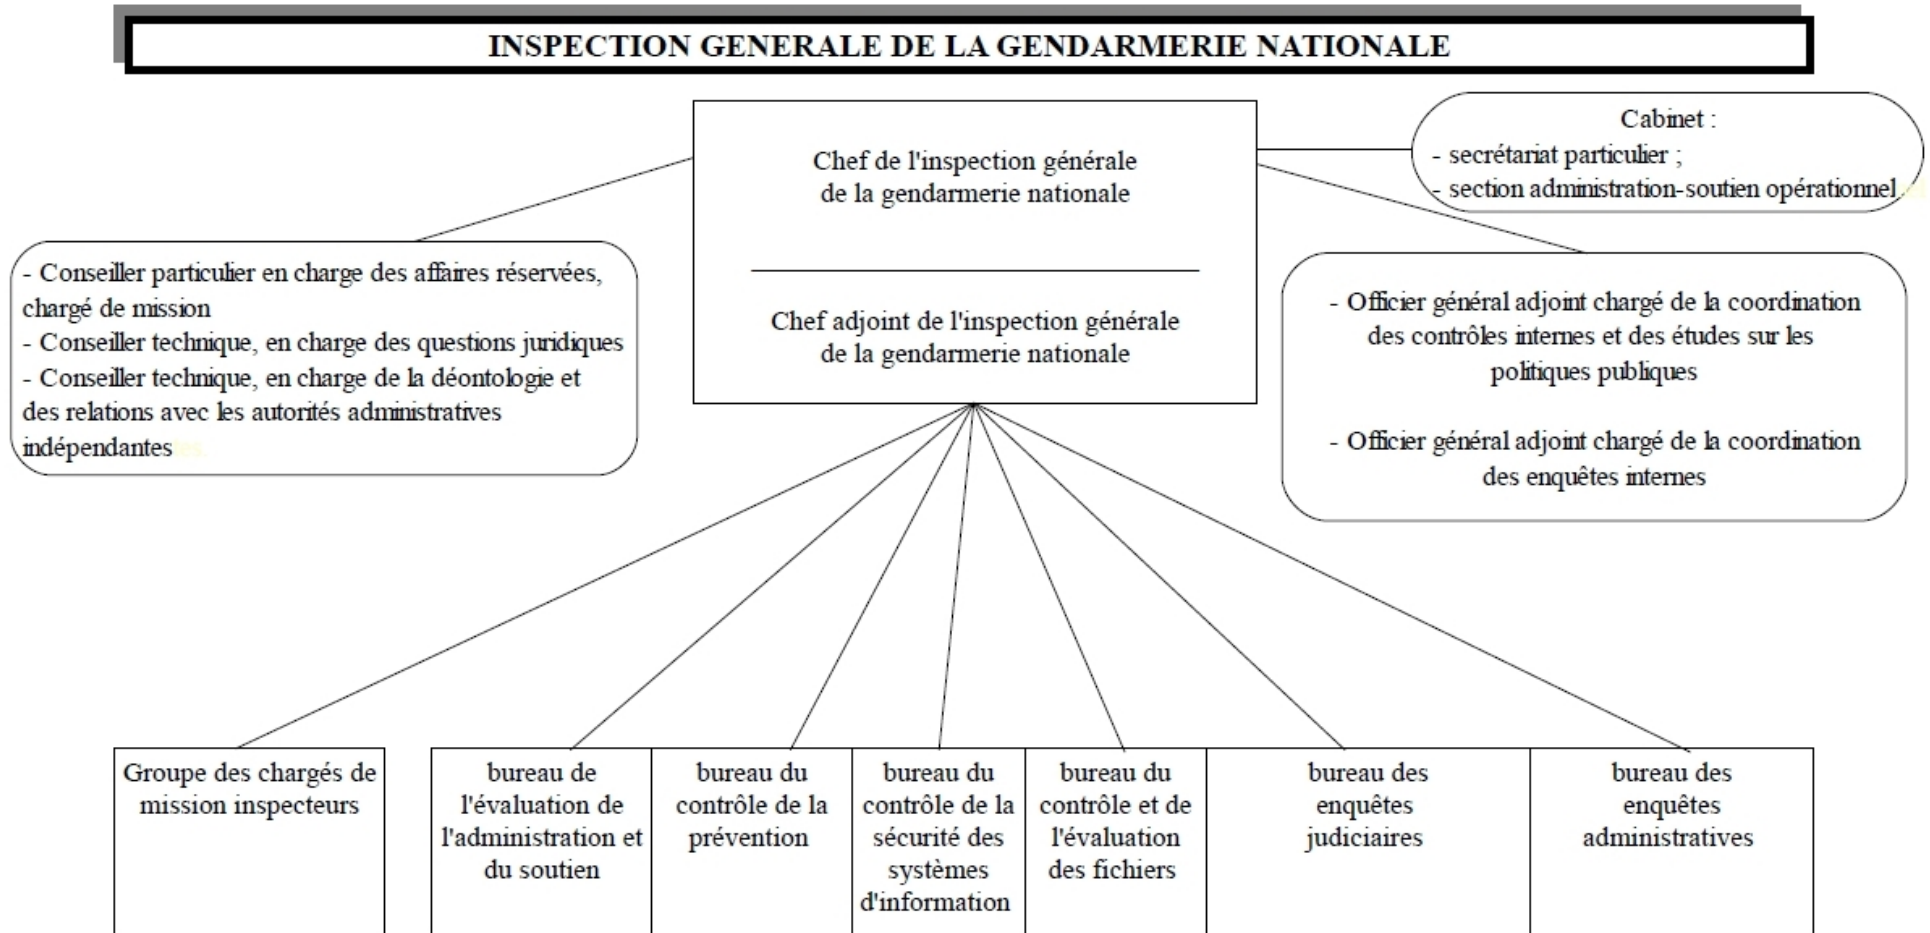 INSPECTION GENERALE DE LA GENDARMERIE NATIONALE
Chef de l'inspection générale
de la gendarmerie nationale
Chef adjoint de l'inspection générale
de la gendarmerie nationale
Cabinet :
- secrétariat particulier ;
- section administration-soutien opérationnel
- Conseiller particulier en charge des affaires réservées,
chargé de mission
- Conseiller technique, en charge des questions juridiques
- Conseiller technique, en charge de la déontologie et
des relations avec les autorités administratives
indépendantes
- Officier général adjoint chargé de la coordination
des contrôles internes et des études sur les
politiques publiques
- Officier général adjoint chargé de la coordination
des enquêtes internes
Groupe des chargés de
mission inspecteurs
bureau de
l'évaluation de
l'administration et
du soutien
bureau du
contrôle de la
prévention
bureau du
contrôle de la
sécurité des
systèmes
d'information
bureau du
contrôle et de
l'évaluation
des fichiers
bureau des
enquêtes
judiciaires
bureau des
enquêtes
administratives